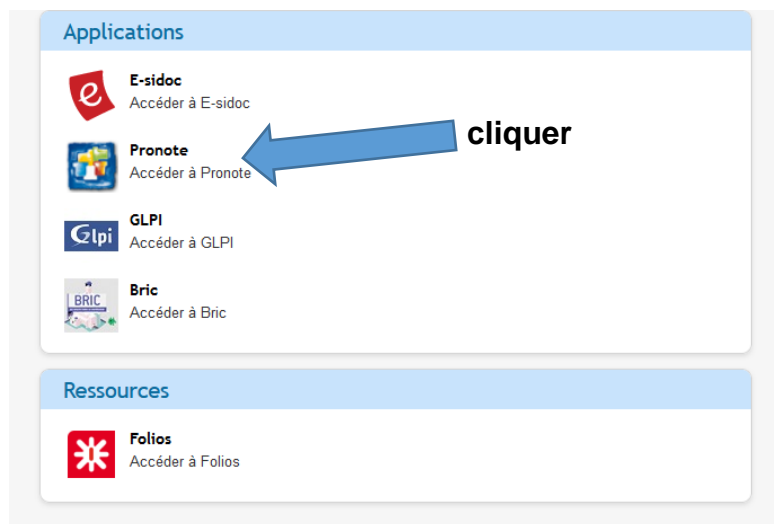 Applications
E-sidoc
Accéder à E-sidoc
cliquer
Pronote
Accéder à Pronote
Glpi
GLPI
Accéder à GLPI
BRIC
Bric
Accéder à Bric
Ressources
Folios
Accéder à Folios